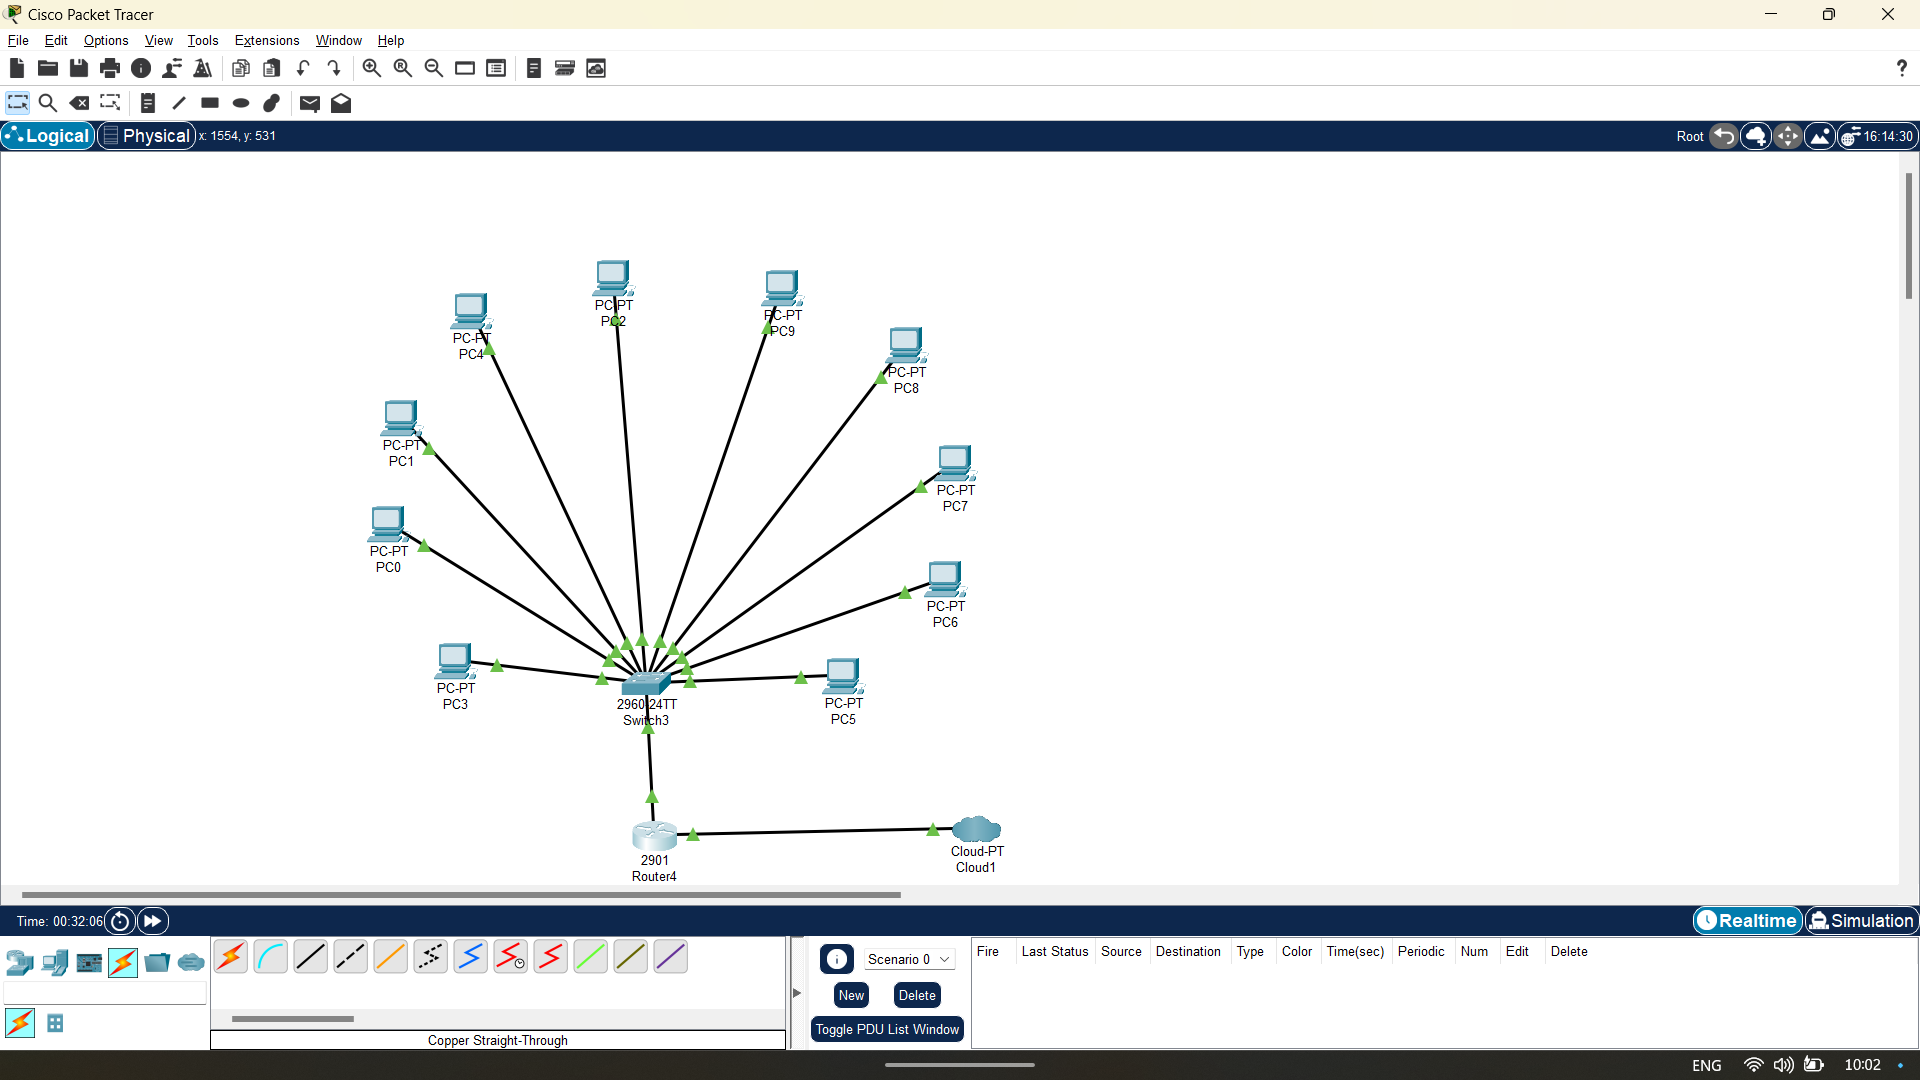 Cisco Packet Tracer
File Edit Options View Tools Extensions Window Help
?
Logical Physical x: 1554, y: 531 Root 16:14:30
PC-PT
PC2
PC-PT
PC9
PC-PT
PC4
PC-PT
PC8
PC-PT
PC1
PC-PT
PC7
PC-PT
PC0
PC-PT
PC6
PC-PT
PC3
2960-24TT
Switch3
PC-PT
PC5
2901
Router4
Cloud-PT
Cloud1
Time: 00:32:06 Realtime Simulation
Scenario 0
New Delete
Toggle PDU List Window
Fire Last Status Source Destination Type Color Time(sec) Periodic Num Edit Delete
Copper Straight-Through
ENG 10:02